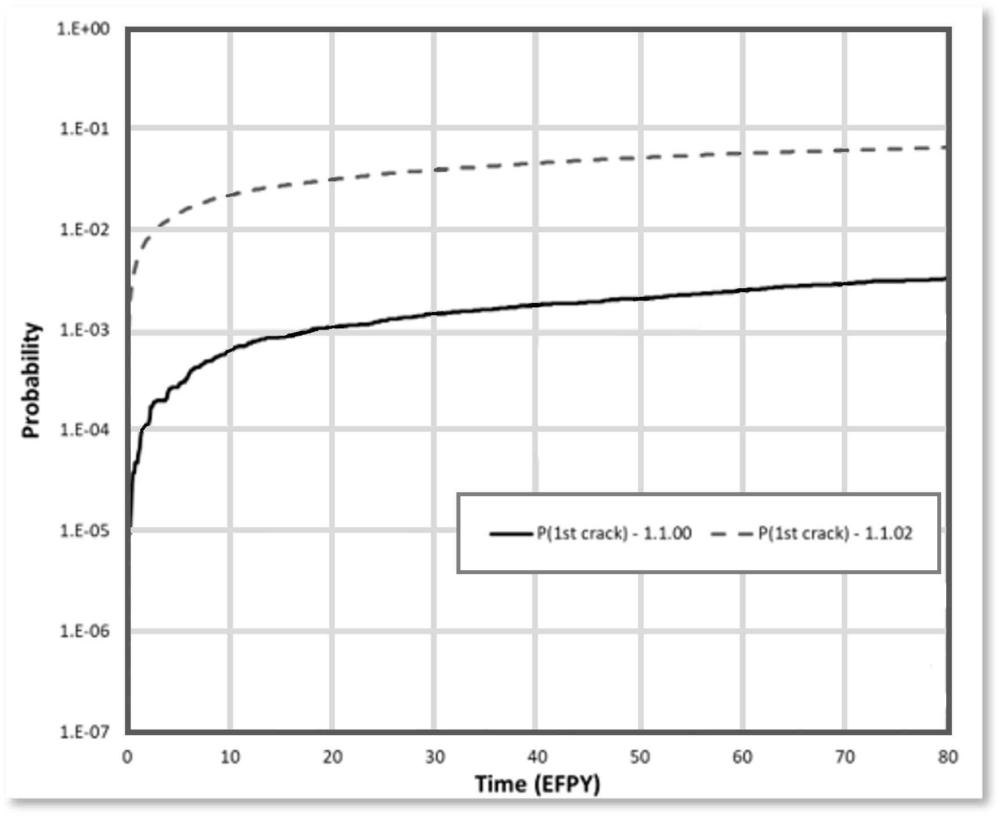 1.E+00
1.E-01
1.E-02
1.E-03
1.E-04
1.E-05
1.E-06
1.E-07
Probability
P(1st crack) - 1.1.00 P(1st crack) - 1.1.02
0 10 20 30 40 50 60 70 80
Time (EFPY)